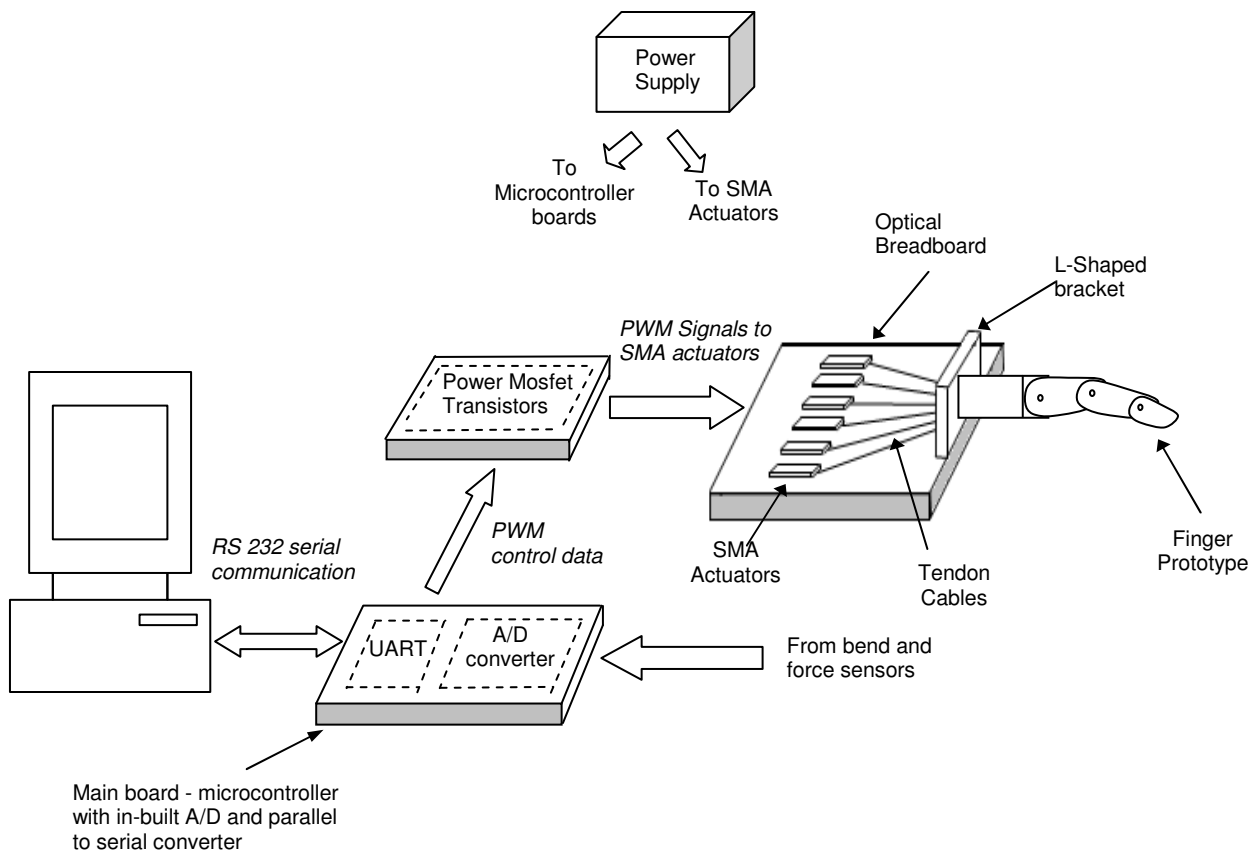 Power
Supply
To
Microcontroller
boards
To SMA
Actuators
Optical
Breadboard
L-Shaped
bracket
PWM Signals to
SMA actuators
Power Mosfet
Transistors
RS 232 serial
communication
PWM
control data
SMA
Actuators
Tendon
Cables
Finger
Prototype
UART
A/D
converter
From bend and
force sensors
Main board - microcontroller
with in-built A/D and parallel
to serial converter